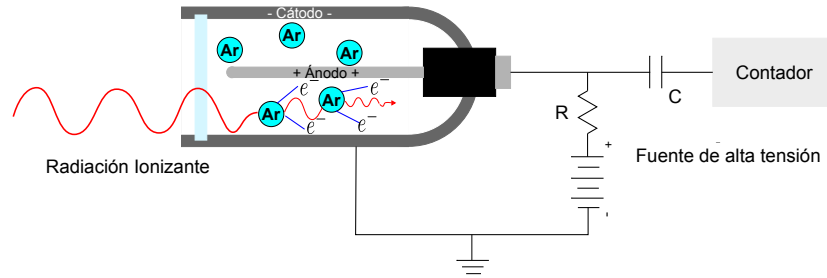 - Cátodo -
Ar
Ar
Ar
+ Ánodo +
e⁻
e⁻
Ar
Ar
e⁻
e⁻
Radiación Ionizante
R
C
Contador
+
Fuente de alta tensión
-